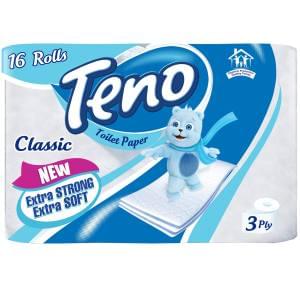 16 Rolls
Teno
Toilet Paper
Classic
NEW
Extra STRONG
Extra SOFT
3 Ply